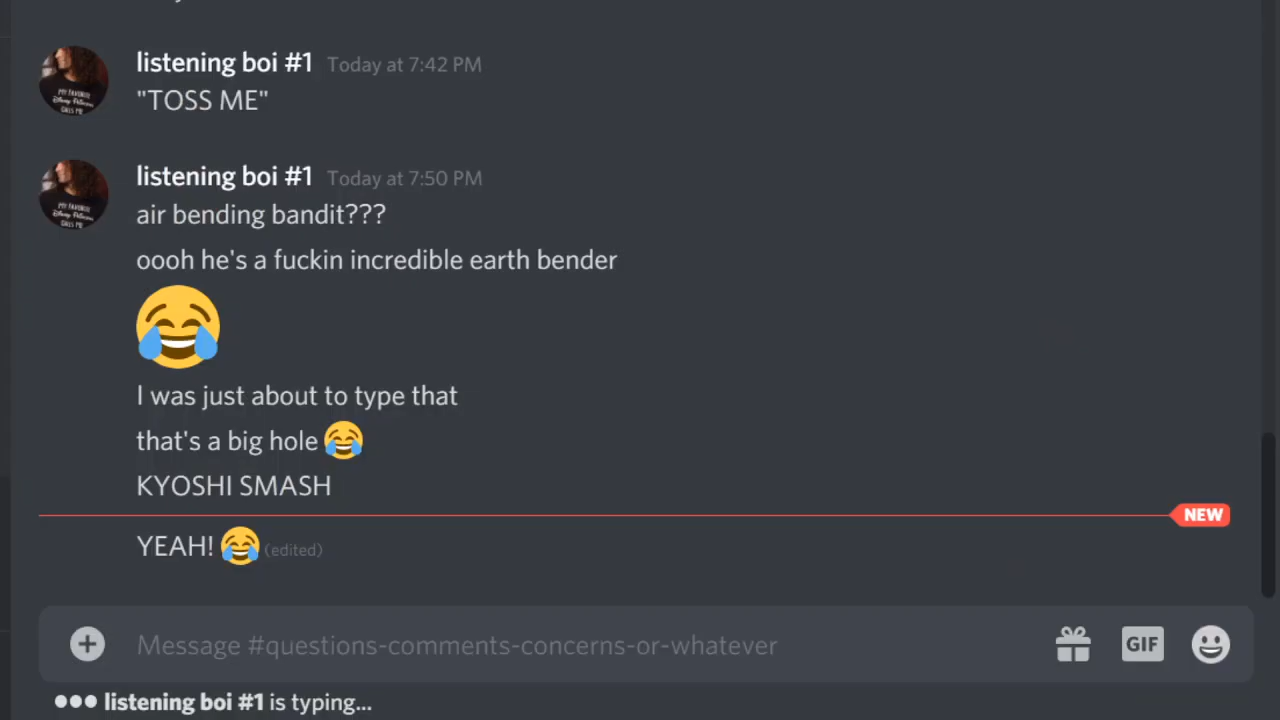 listening boi #1 Today at 7:42 PM
"TOSS ME"
listening boi #1 Today at 7:50 PM
air bending bandit???
oooh he's a fuckin incredible earth bender
😂
I was just about to type that
that's a big hole 😂
KYOSHI SMASH
NEW
YEAH! 😂 (edited)
Message #questions-comments-concerns-or-whatever
GIF
listening boi #1 is typing...